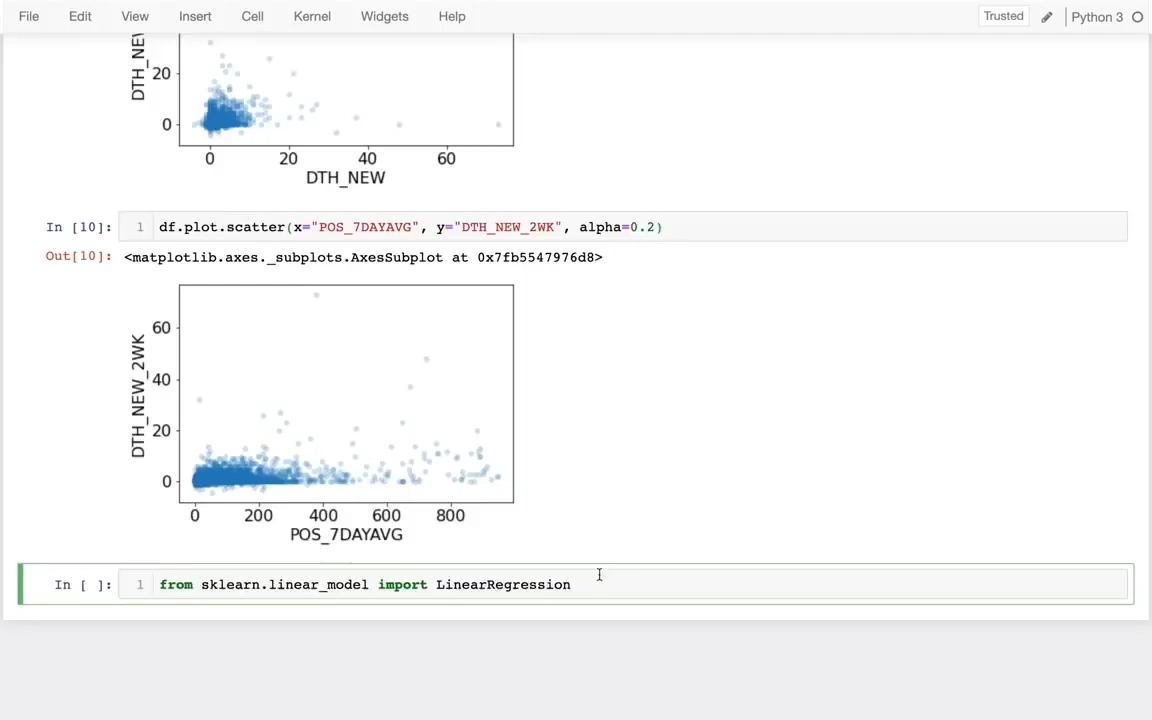 File Edit View Insert Cell Kernel Widgets Help Trusted Python 3
20
0
0 20 40 60
DTH_NEW
In [10]: 1 df.plot.scatter(x="POS_7DAYAVG", y="DTH_NEW_2WK", alpha=0.2)
Out[10]: <matplotlib.axes._subplots.AxesSubplot at 0x7fb5547976d8>
DTH_NEW_2WK
60
40
20
0
0 200 400 600 800
POS_7DAYAVG
In [ ]: 1 from sklearn.linear_model import LinearRegression